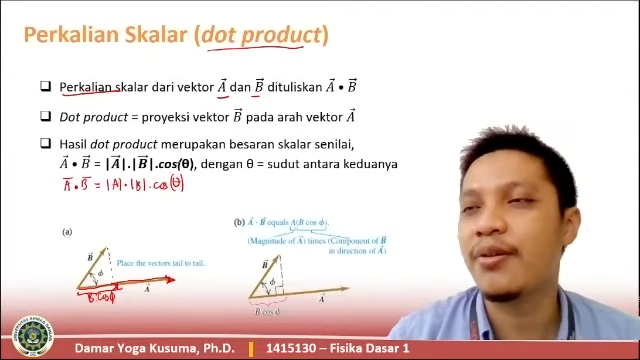 Perkalian Skalar (dot product)
❑ Perkalian skalar dari vektor A⃗ dan B⃗ dituliskan A⃗ • B⃗
❑ Dot product = proyeksi vektor B⃗ pada arah vektor A⃗
❑ Hasil dot product merupakan besaran skalar senilai,
A⃗ • B⃗ = |A⃗|.|B⃗|.cos(θ), dengan θ = sudut antara keduanya
A̅ • B̅ = |A|·|B|. cos (θ)
(a)
Place the vectors tail to tail.
B⃗
ϕ
A⃗
B cos ϕ
(b) A⃗ · B⃗ equals A(B cos ϕ).
(Magnitude of A⃗) times (Component of B⃗
in direction of A⃗)
B⃗
ϕ
A⃗
B cos ϕ
Damar Yoga Kusuma, Ph.D. | 1415130 – Fisika Dasar 1